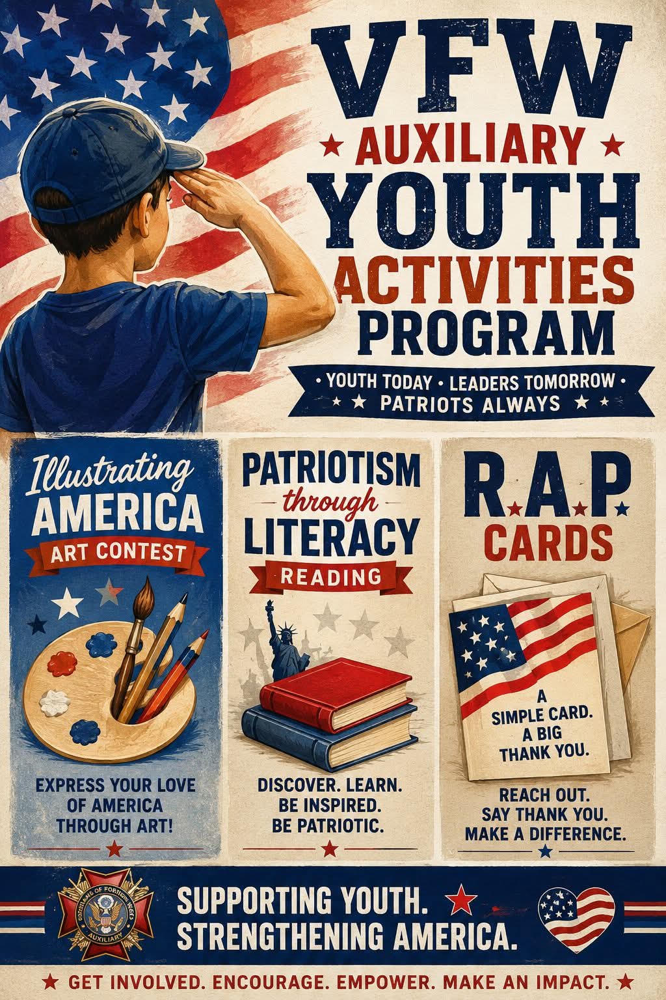 VFW
AUXILIARY
YOUTH
ACTIVITIES
PROGRAM
• YOUTH TODAY • LEADERS TOMORROW •
PATRIOTS ALWAYS
Illustrating
AMERICA
ART CONTEST
EXPRESS YOUR LOVE
OF AMERICA
THROUGH ART!
PATRIOTISM
through
LITERACY
READING
DISCOVER. LEARN.
BE INSPIRED.
BE PATRIOTIC.
R.A.P.
CARDS
A
SIMPLE CARD.
A BIG
THANK YOU.
REACH OUT.
SAY THANK YOU.
MAKE A DIFFERENCE.
OF FOREIGN
AUXILIARY
SUPPORTING YOUTH.
STRENGTHENING AMERICA.
GET INVOLVED. ENCOURAGE. EMPOWER. MAKE AN IMPACT.